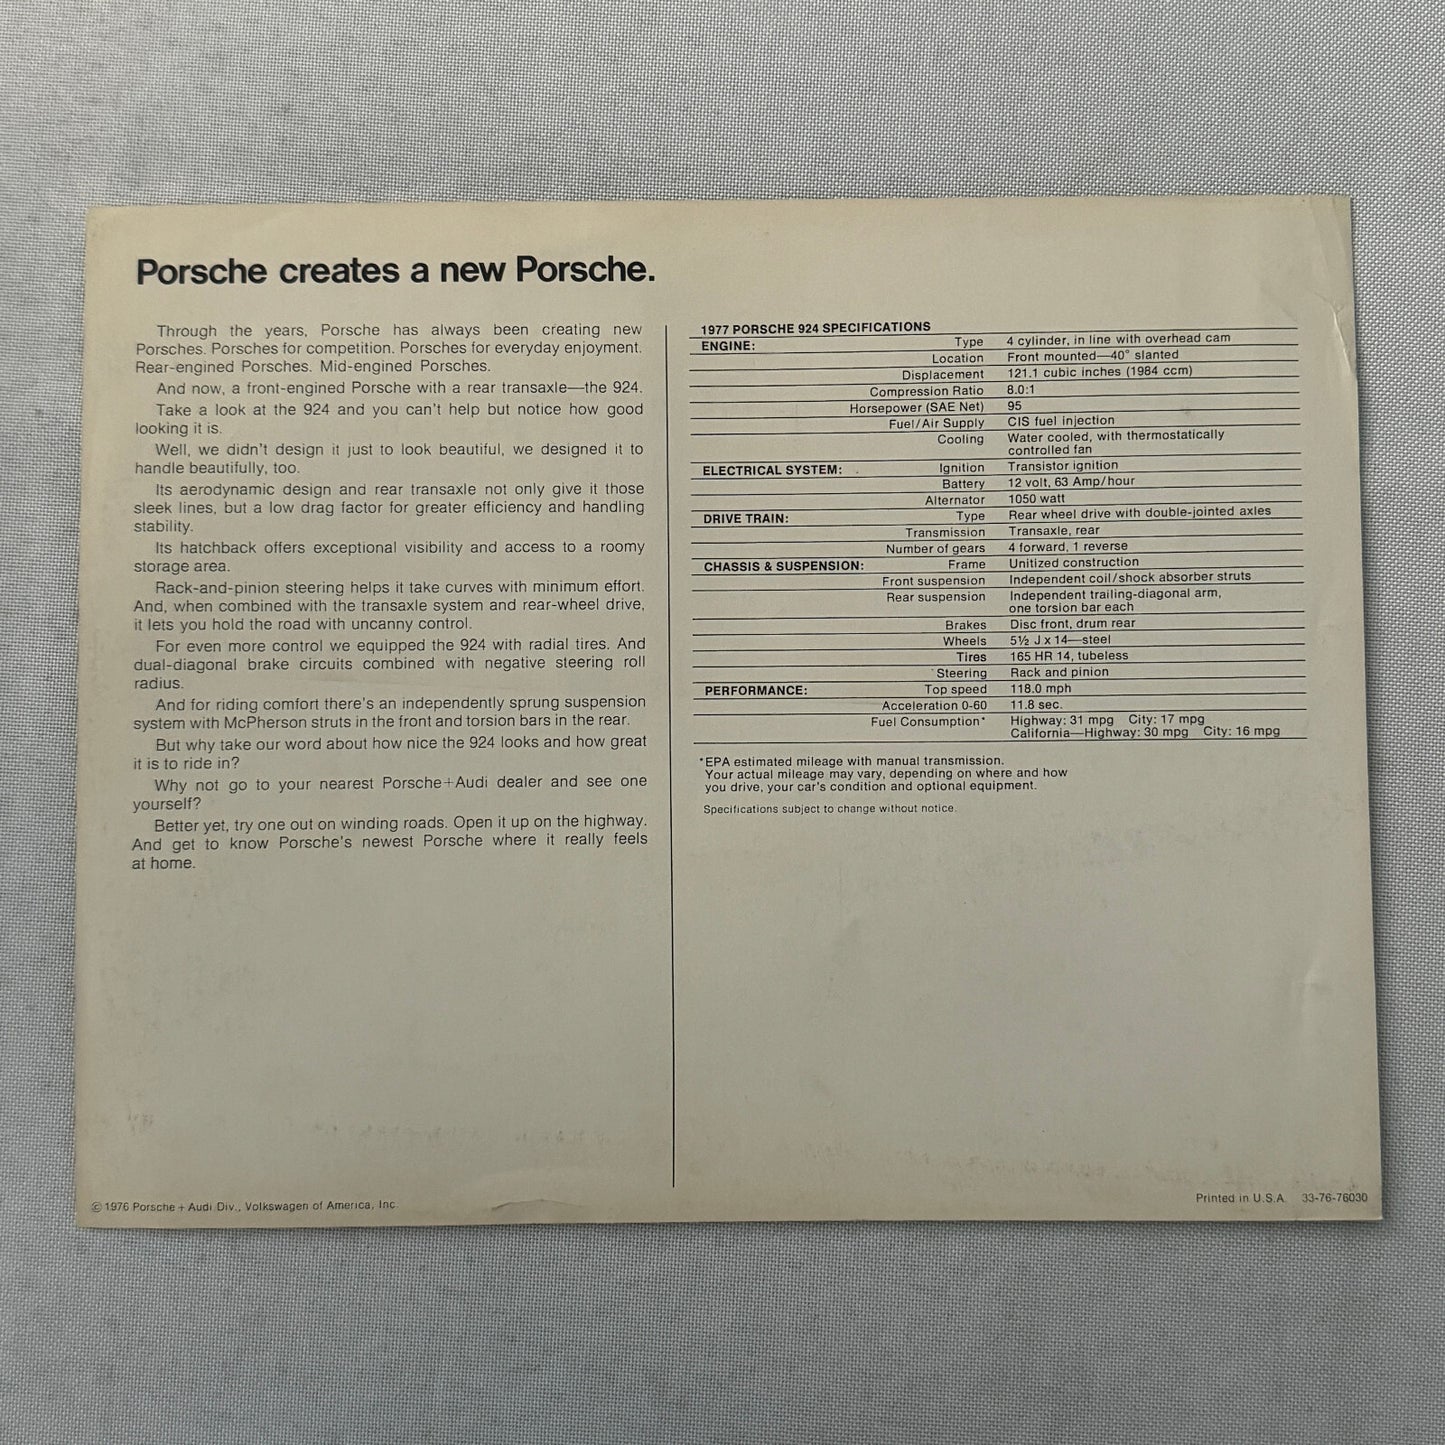 Porsche creates a new Porsche.
Through the years, Porsche has always been creating new
Porsches. Porsches for competition. Porsches for everyday enjoyment.
Rear-engined Porsches. Mid-engined Porsches.
And now, a front-engined Porsche with a rear transaxle—the 924.
Take a look at the 924 and you can't help but notice how good
looking it is.
Well, we didn't design it just to look beautiful, we designed it to
handle beautifully, too.
Its aerodynamic design and rear transaxle not only give it those
sleek lines, but a low drag factor for greater efficiency and handling
stability.
Its hatchback offers exceptional visibility and access to a roomy
storage area.
Rack-and-pinion steering helps it take curves with minimum effort.
And, when combined with the transaxle system and rear-wheel drive,
it lets you hold the road with uncanny control.
For even more control we equipped the 924 with radial tires. And
dual-diagonal brake circuits combined with negative steering roll
radius.
And for riding comfort there's an independently sprung suspension
system with McPherson struts in the front and torsion bars in the rear.
But why take our word about how nice the 924 looks and how great
it is to ride in?
Why not go to your nearest Porsche+Audi dealer and see one
yourself?
Better yet, try one out on winding roads. Open it up on the highway.
And get to know Porsche's newest Porsche where it really feels
at home.
1977 PORSCHE 924 SPECIFICATIONS
ENGINE: Type 4 cylinder, in line with overhead cam
Location Front mounted—40° slanted
Displacement 121.1 cubic inches (1984 ccm)
Compression Ratio 8.0:1
Horsepower (SAE Net) 95
Fuel/Air Supply CIS fuel injection
Cooling Water cooled, with thermostatically
controlled fan
ELECTRICAL SYSTEM: Ignition Transistor ignition
Battery 12 volt, 63 Amp/hour
Alternator 1050 watt
DRIVE TRAIN: Type Rear wheel drive with double-jointed axles
Transmission Transaxle, rear
Number of gears 4 forward, 1 reverse
CHASSIS & SUSPENSION: Frame Unitized construction
Front suspension Independent coil/shock absorber struts
Rear suspension Independent trailing-diagonal arm,
one torsion bar each
Brakes Disc front, drum rear
Wheels 5½ J x 14—steel
Tires 165 HR 14, tubeless
Steering Rack and pinion
PERFORMANCE: Top speed 118.0 mph
Acceleration 0-60 11.8 sec.
Fuel Consumption* Highway: 31 mpg City: 17 mpg
California—Highway: 30 mpg City: 16 mpg
*EPA estimated mileage with manual transmission.
Your actual mileage may vary, depending on where and how
you drive, your car's condition and optional equipment.
Specifications subject to change without notice.
© 1976 Porsche + Audi Div., Volkswagen of America, Inc.
Printed in U.S.A. 33-76-76030